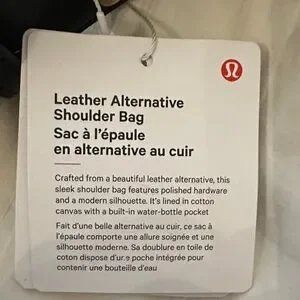 Leather Alternative
Shoulder Bag
Sac à l'épaule
en alternative au cuir
Crafted from a beautiful leather alternative, this
sleek shoulder bag features polished hardware
and a modern silhouette. It's lined in cotton
canvas with a built-in water-bottle pocket
Fait d'une belle alternative au cuir, ce sac à
l'épaule comporte une allure soignée et une
silhouette moderne. Sa doublure en toile de
coton dispose d'une poche intégrée pour
contenir une bouteille d'eau